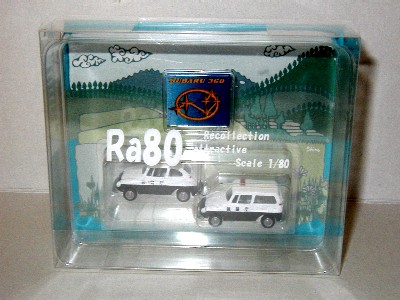 SUBARU 360
Ra80
Recollection
attractive
Scale 1/80